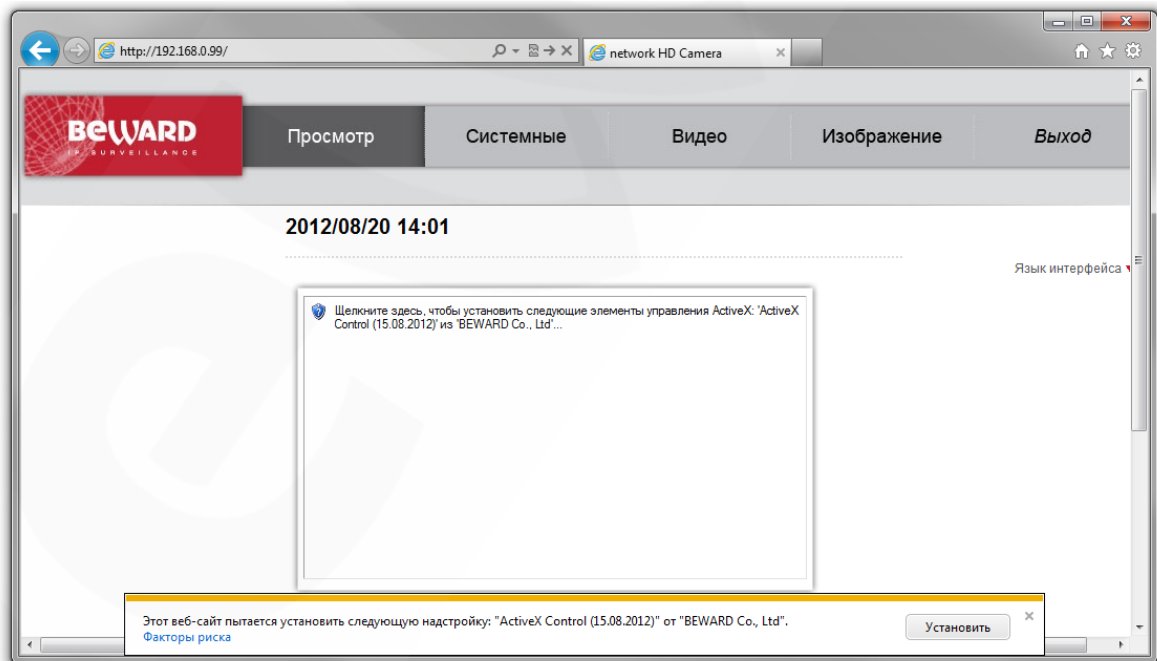 http://192.168.0.99/
network HD Camera
BEWARD
IP SURVEILLANCE
Просмотр
Системные
Видео
Изображение
Выход
2012/08/20 14:01
Язык интерфейса
Щелкните здесь, чтобы установить следующие элементы управления ActiveX: 'ActiveX
Control (15.08.2012)' из 'BEWARD Co., Ltd'...
Этот веб-сайт пытается установить следующую надстройку: "ActiveX Control (15.08.2012)" от "BEWARD Co., Ltd".
Установить
Факторы риска